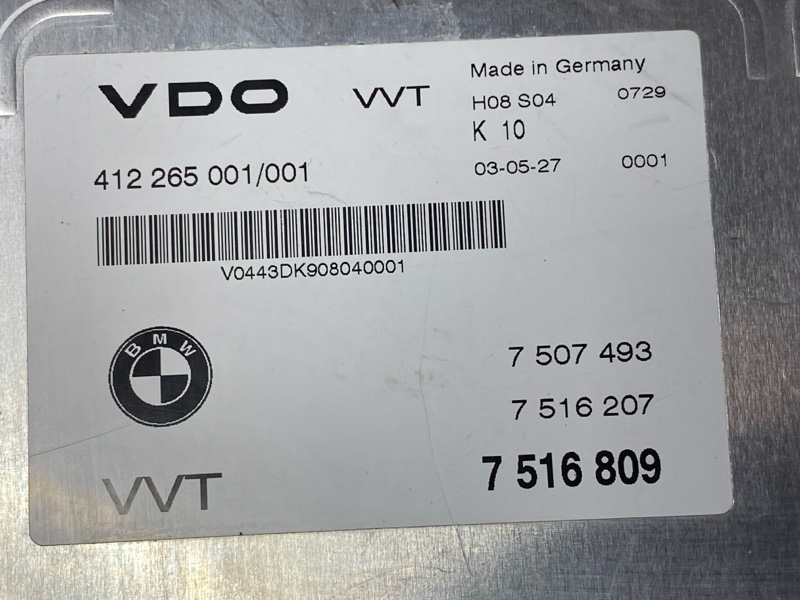 VDO VVT Made in Germany
H08 S04 0729
K 10
412 265 001/001 03-05-27 0001
V0443DK908040001
BMW 7 507 493
7 516 207
VVT 7 516 809